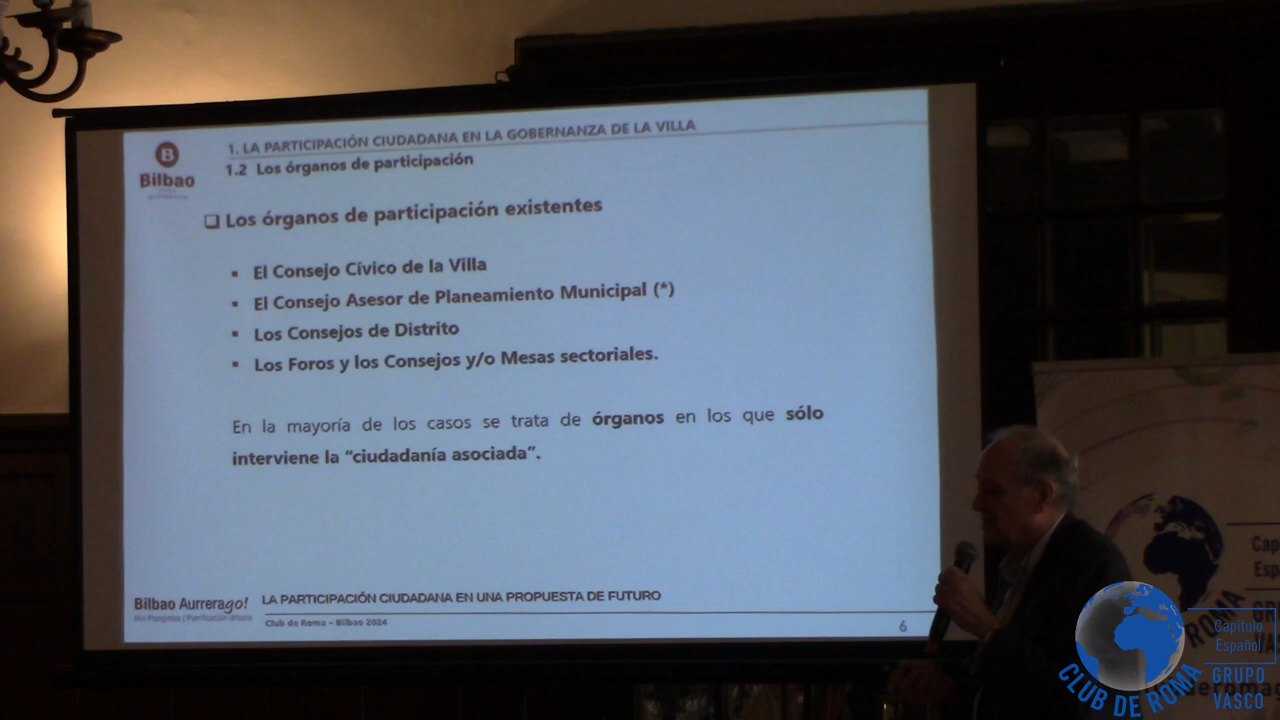 1. LA PARTICIPACIÓN CIUDADANA EN LA GOBERNANZA DE LA VILLA
1.2 Los órganos de participación
B
Bilbao
❑ Los órganos de participación existentes
▪ El Consejo Cívico de la Villa
▪ El Consejo Asesor de Planeamiento Municipal (*)
▪ Los Consejos de Distrito
▪ Los Foros y los Consejos y/o Mesas sectoriales.
En la mayoría de los casos se trata de órganos en los que sólo
interviene la “ciudadanía asociada”.
Bilbao Aurrerago!
LA PARTICIPACIÓN CIUDADANA EN UNA PROPUESTA DE FUTURO
Club de Roma – Bilbao 2024
6
Cap
Esp
CLUB DE ROMA
Capítulo
Español
GRUPO
VASCO